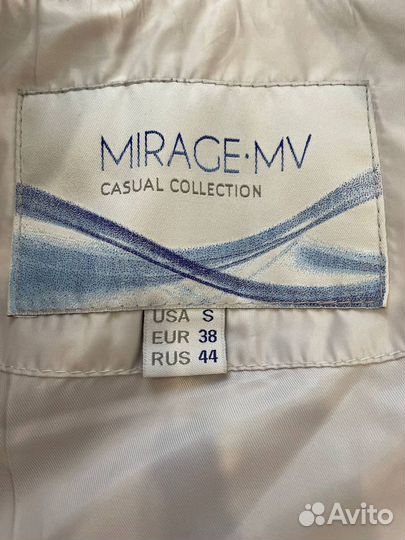 MIRAGE·MV
CASUAL COLLECTION
USA S
EUR 38
RUS 44
Avito